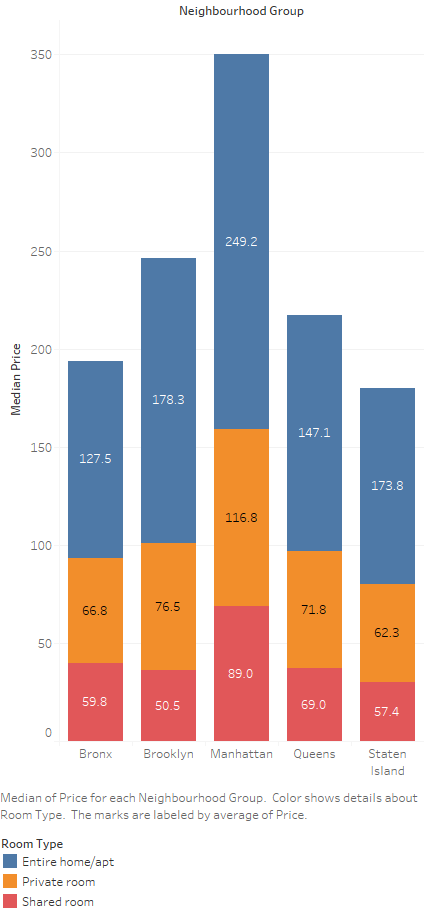 Neighbourhood Group
350
300
250
200
150
100
50
0
Median Price
127.5
66.8
59.8
178.3
76.5
50.5
249.2
116.8
89.0
147.1
71.8
69.0
173.8
62.3
57.4
Bronx
Brooklyn
Manhattan
Queens
Staten
Island
Median of Price for each Neighbourhood Group. Color shows details about
Room Type. The marks are labeled by average of Price.
Room Type
Entire home/apt
Private room
Shared room